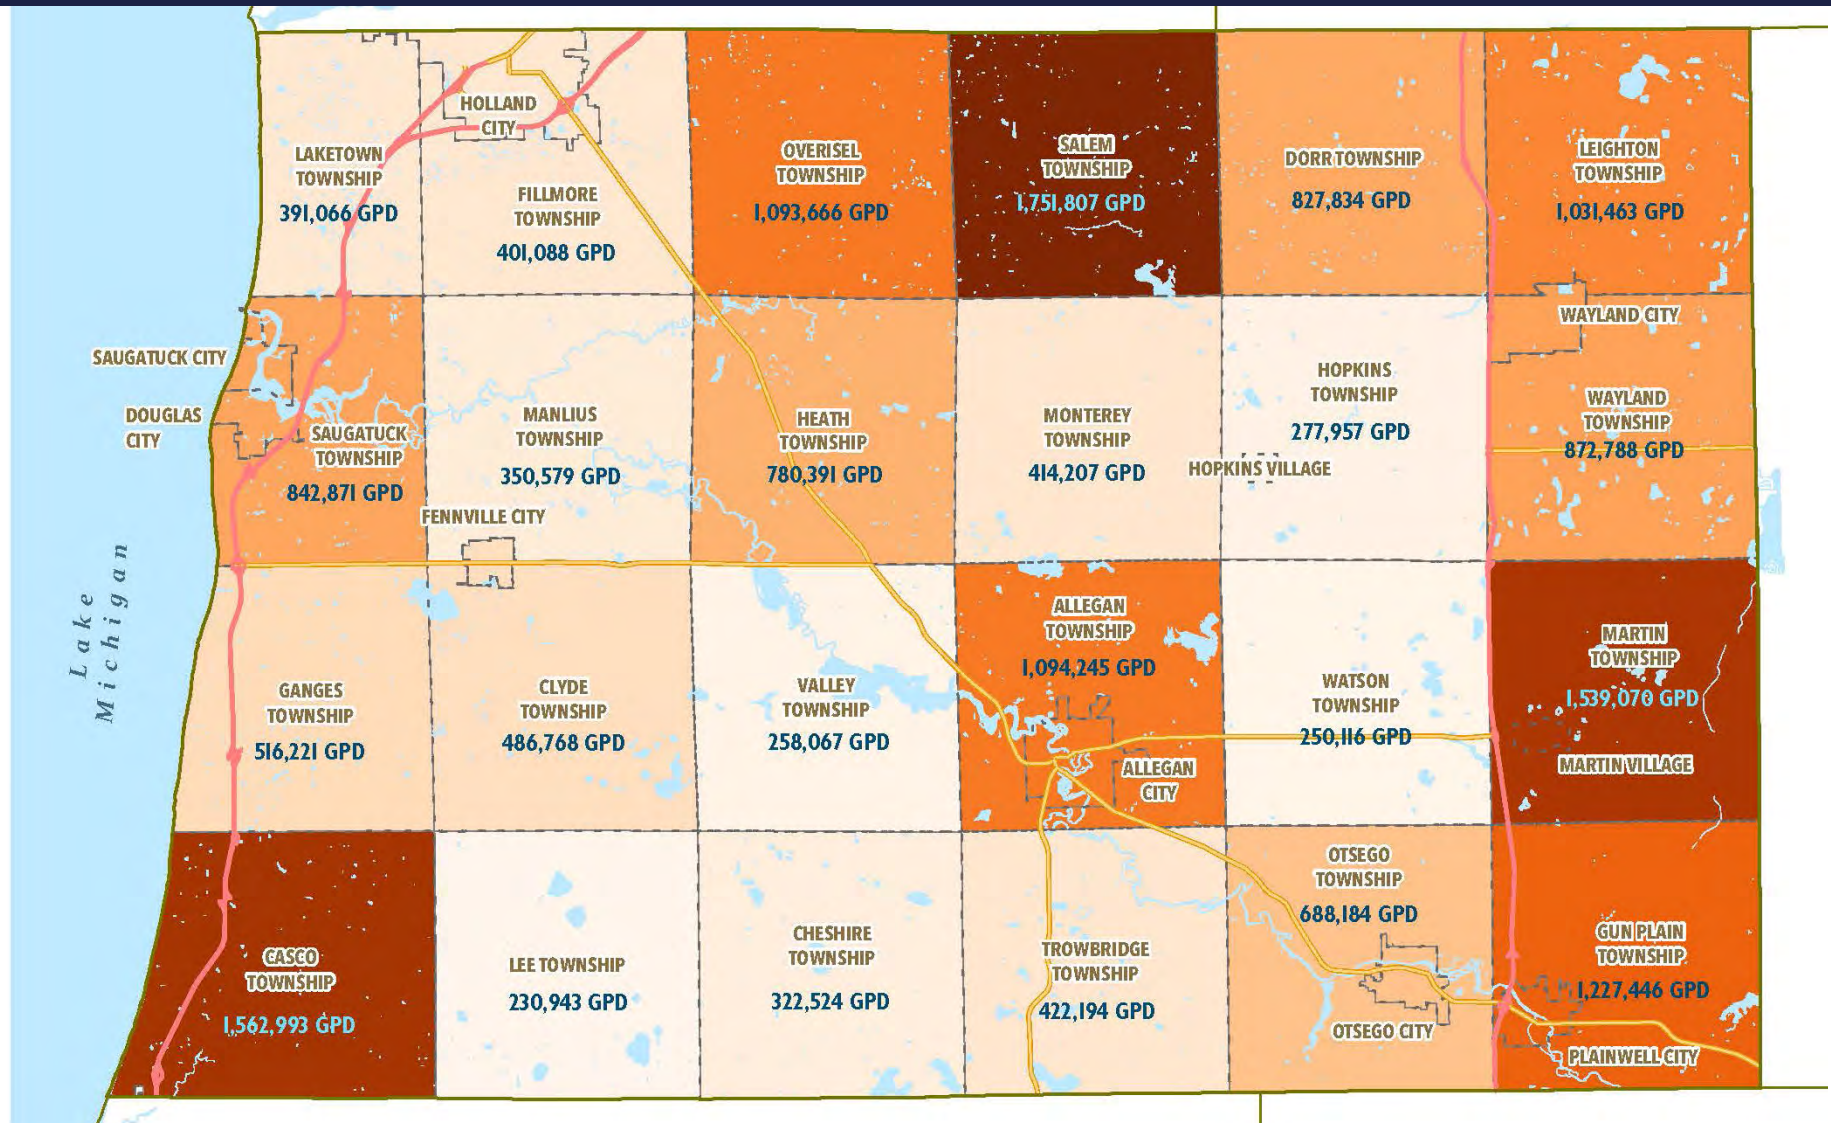 HOLLAND
CITY
LAKETOWN
TOWNSHIP
391,066 GPD
FILLMORE
TOWNSHIP
401,088 GPD
OVERISEL
TOWNSHIP
1,093,666 GPD
SALEM
TOWNSHIP
1,751,807 GPD
DORR TOWNSHIP
827,834 GPD
LEIGHTON
TOWNSHIP
1,031,463 GPD
SAUGATUCK CITY
DOUGLAS
CITY
SAUGATUCK
TOWNSHIP
842,871 GPD
MANLIUS
TOWNSHIP
350,579 GPD
FENNVILLE CITY
HEATH
TOWNSHIP
780,391 GPD
MONTEREY
TOWNSHIP
414,207 GPD
HOPKINS
TOWNSHIP
277,957 GPD
HOPKINS VILLAGE
WAYLAND CITY
WAYLAND
TOWNSHIP
872,788 GPD
Lake
Michigan
GANGES
TOWNSHIP
516,221 GPD
CLYDE
TOWNSHIP
486,768 GPD
VALLEY
TOWNSHIP
258,067 GPD
ALLEGAN
TOWNSHIP
1,094,245 GPD
ALLEGAN
CITY
WATSON
TOWNSHIP
250,116 GPD
MARTIN
TOWNSHIP
1,539,070 GPD
MARTIN VILLAGE
CASCO
TOWNSHIP
1,562,993 GPD
LEE TOWNSHIP
230,943 GPD
CHESHIRE
TOWNSHIP
322,524 GPD
TROWBRIDGE
TOWNSHIP
422,194 GPD
OTSEGO
TOWNSHIP
688,184 GPD
OTSEGO CITY
GUN PLAIN
TOWNSHIP
1,227,446 GPD
PLAINWELL CITY